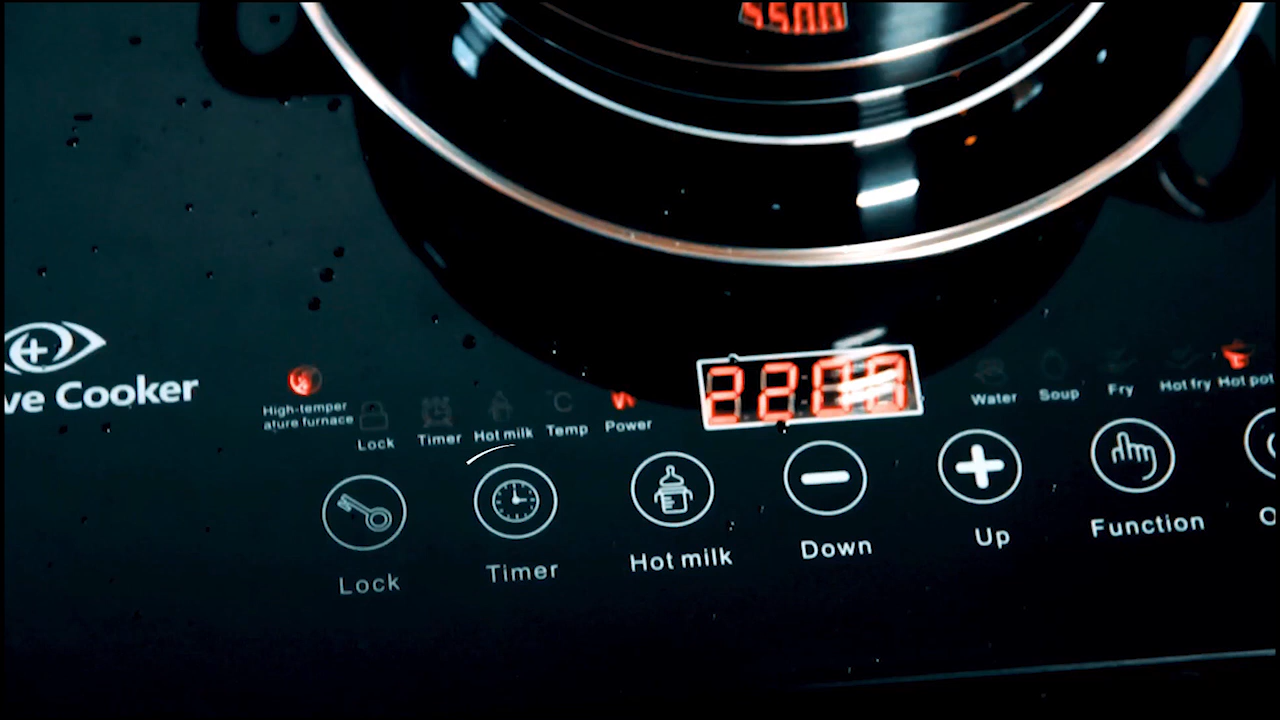 2200
ve Cooker
High-temper
ature furnace
Lock
Timer
Hot milk
Temp
Power
Water
Soup
Fry
Hot fry
Hot pot
Lock
Timer
Hot milk
Down
Up
Function
O